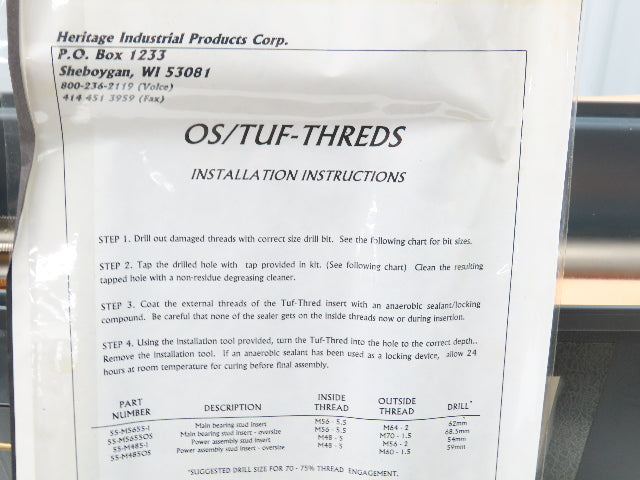 Heritage Industrial Products Corp.
P.O. Box 1233
Sheboygan, WI 53081
800-236-2119 (Voice)
414 451 3959 (Fax)
OS/TUF-THREDS
INSTALLATION INSTRUCTIONS
STEP 1. Drill out damaged threads with correct size drill bit. See the following chart for bit sizes.
STEP 2. Tap the drilled hole with tap provided in kit. (See following chart) Clean the resulting
tapped hole with a non-residue degreasing cleaner.
STEP 3. Coat the external threads of the Tuf-Thred insert with an anaerobic sealant/locking
compound. Be careful that none of the sealer gets on the inside threads now or during insertion.
STEP 4. Using the installation tool provided, turn the Tuf-Thred into the hole to the correct depth..
Remove the installation tool. If an anaerobic sealant has been used as a locking device, allow 24
hours at room temperature for curing before final assembly.
PART NUMBER DESCRIPTION INSIDE THREAD OUTSIDE THREAD DRILL*
SS-M5655-I Main bearing stud insert M56 - 5.5 M64 - 2 62mm
SS-M5655OS Main bearing stud insert - oversize M56 - 5.5 M70 - 1.5 68.5mm
SS-M485-I Power assembly stud insert M48 - 5 M56 - 2 54mm
SS-M485OS Power assembly stud insert - oversize M48 - 5 M60 - 1.5 59mm
*SUGGESTED DRILL SIZE FOR 70 - 75% THREAD ENGAGEMENT.